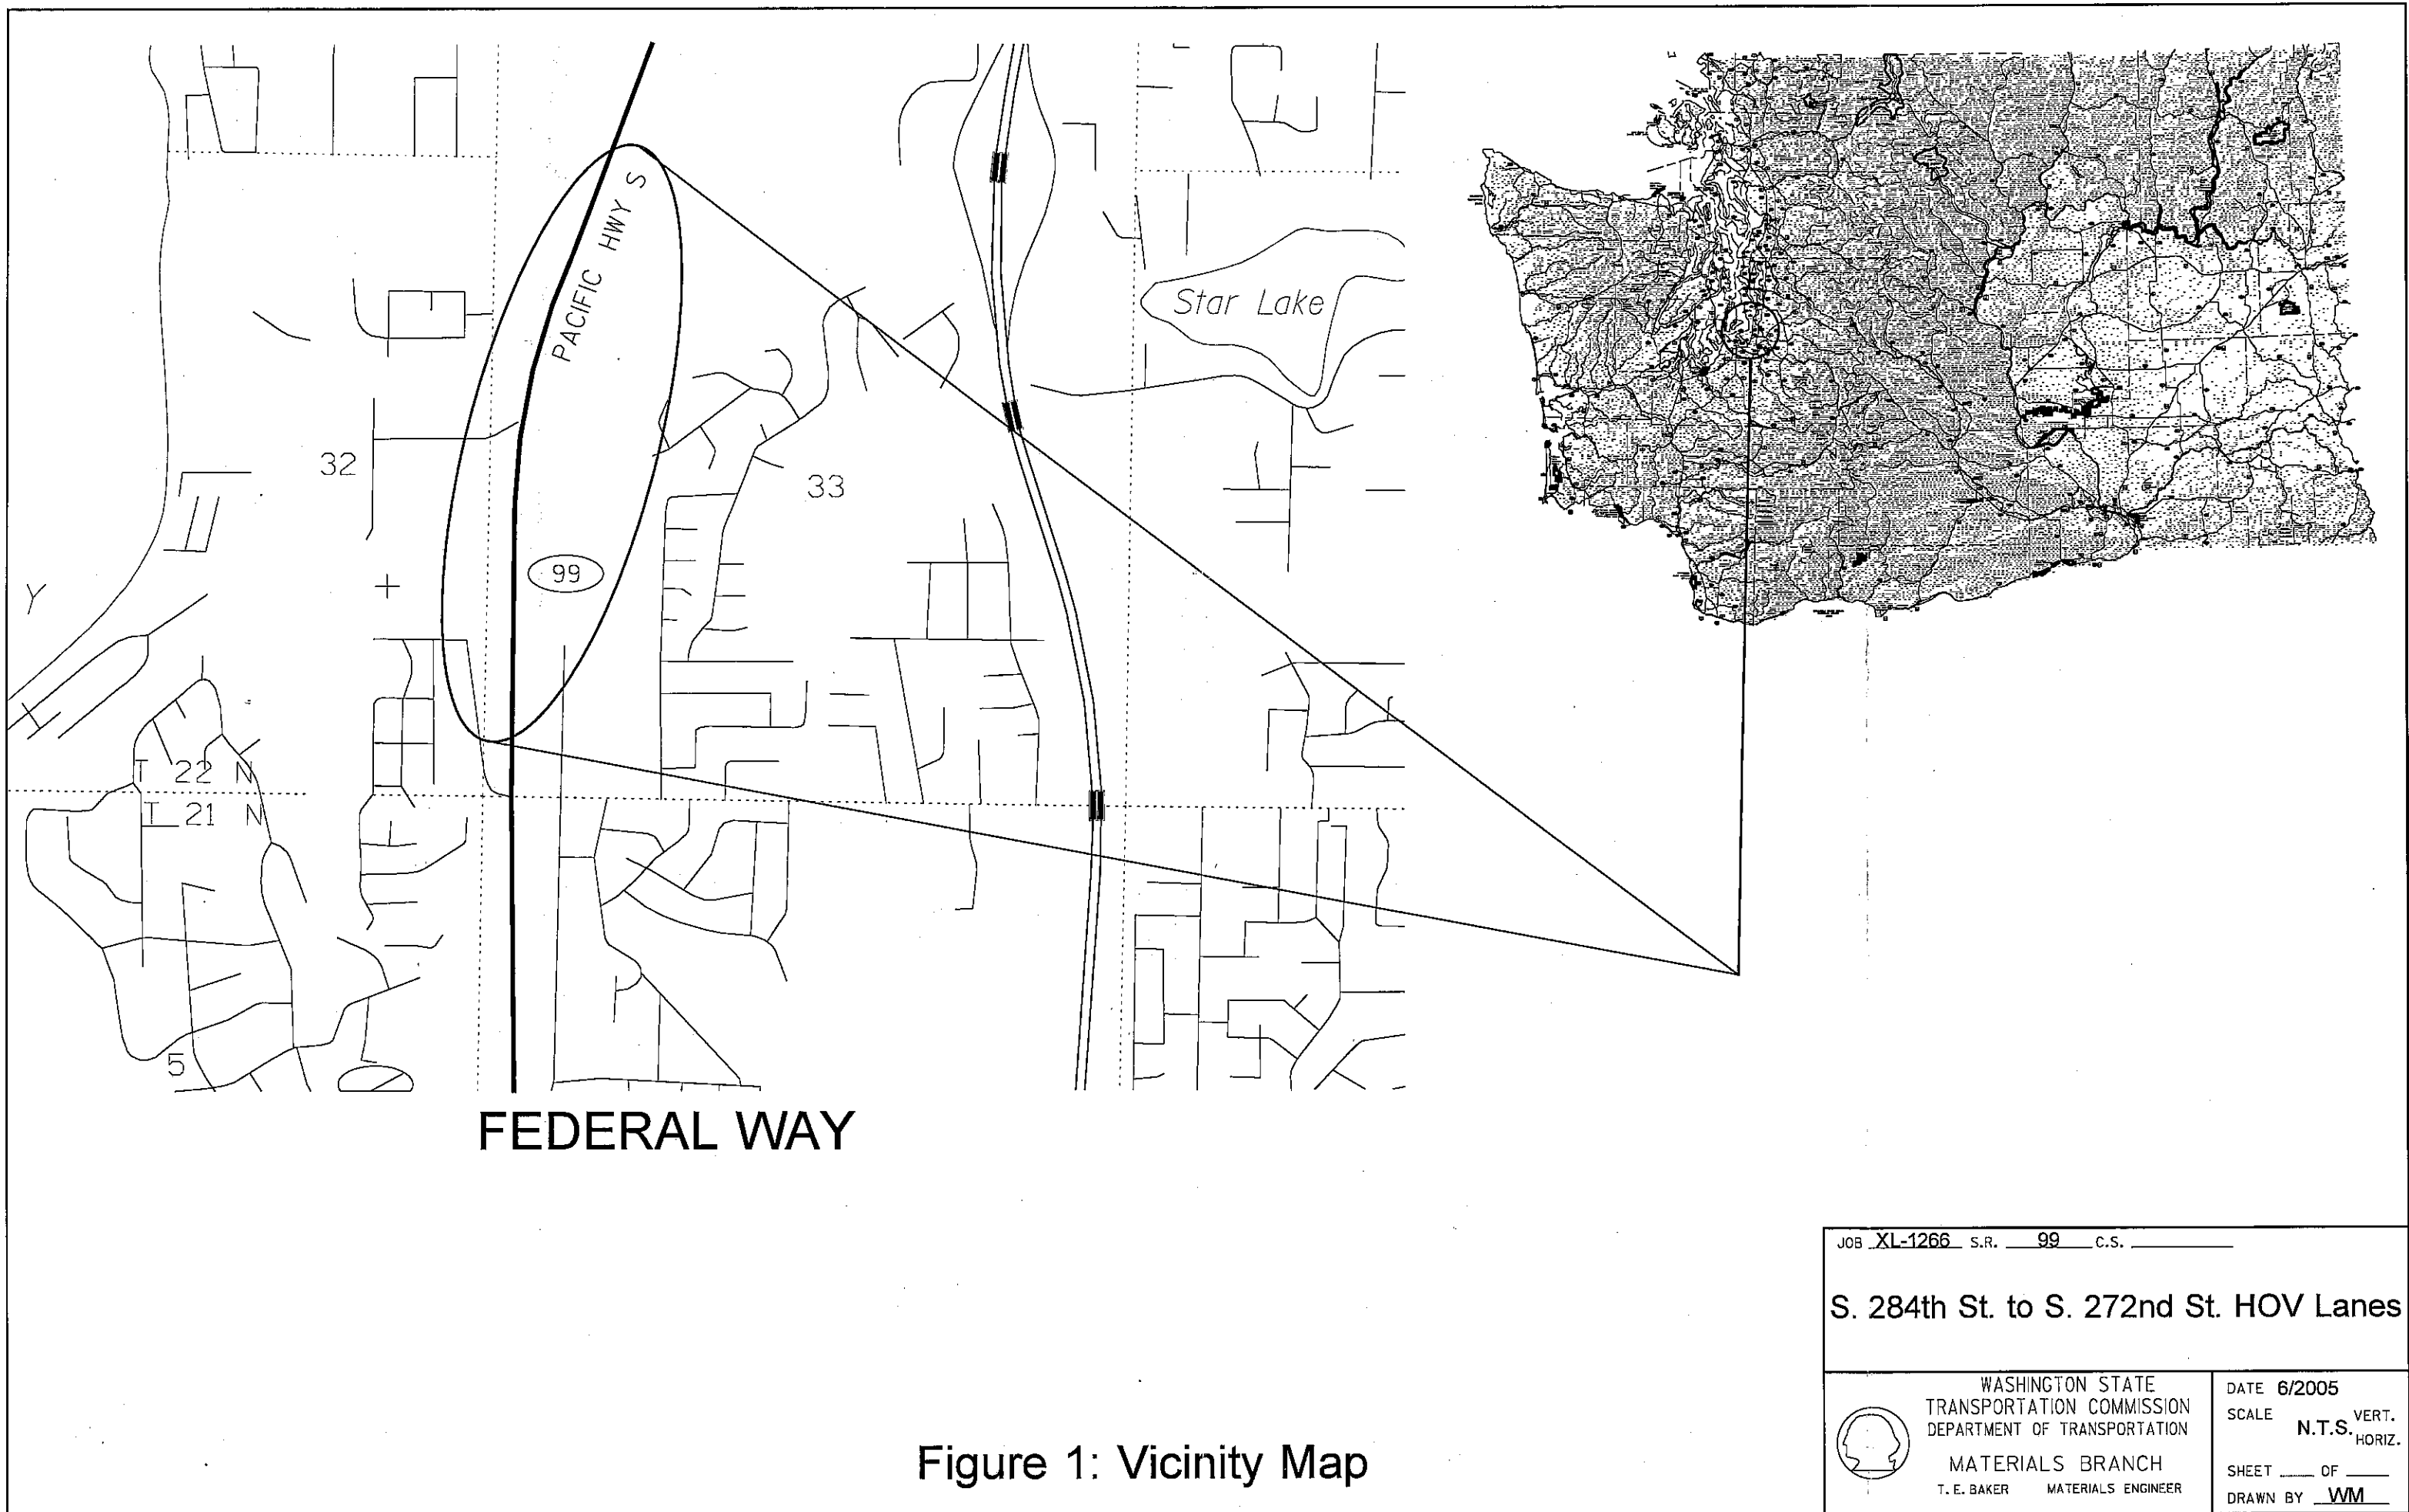 PACIFIC HWY S
Star Lake
32
33
99
Y
T 22 N
T 21 N
5
FEDERAL WAY
JOB XL-1266 S.R. 99 C.S.
S. 284th St. to S. 272nd St. HOV Lanes
WASHINGTON STATE
TRANSPORTATION COMMISSION
DEPARTMENT OF TRANSPORTATION
MATERIALS BRANCH
T. E. BAKER MATERIALS ENGINEER
DATE 6/2005
SCALE N.T.S. VERT.
HORIZ.
SHEET OF
DRAWN BY WM
Figure 1: Vicinity Map